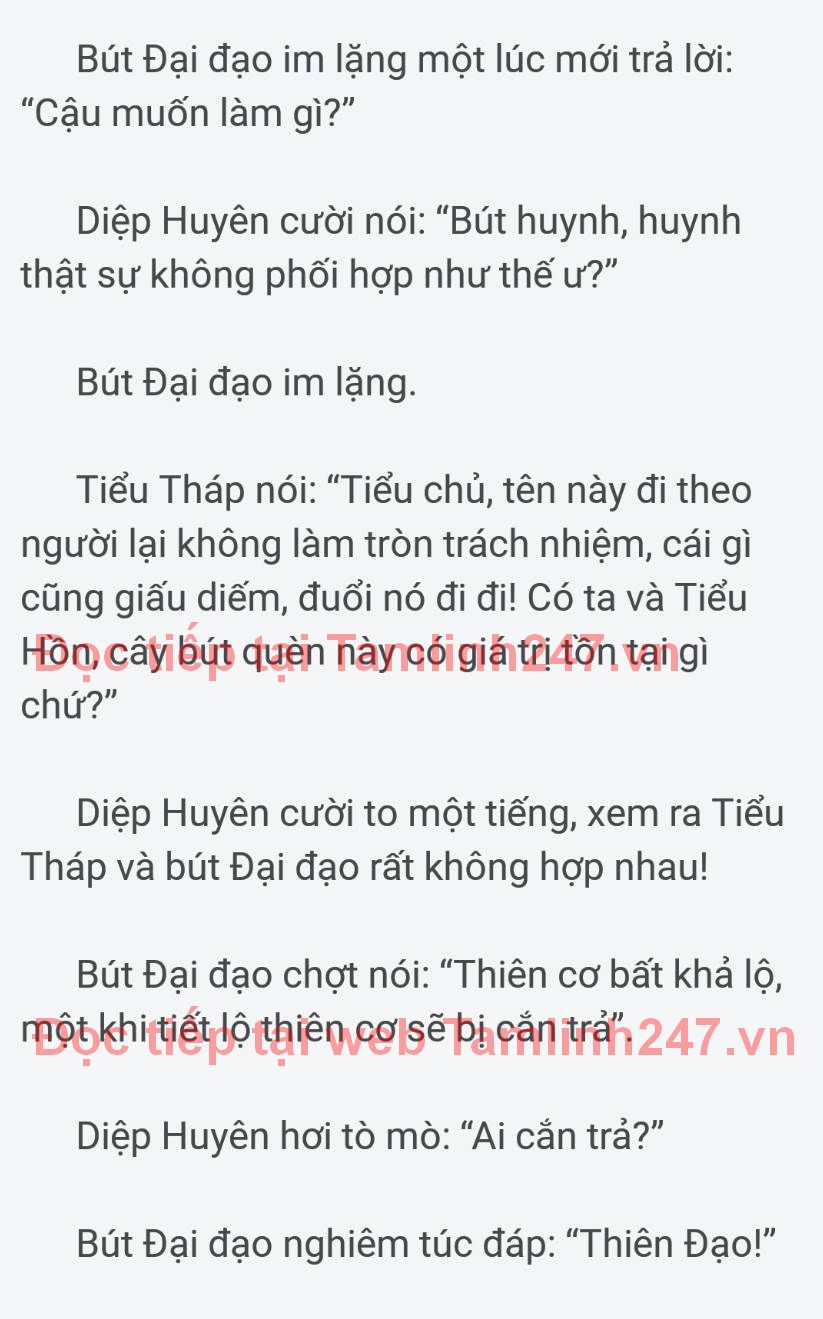 Bút Đại đạo im lặng một lúc mới trả lời:
“Cậu muốn làm gì?”
Diệp Huyên cười nói: “Bút huynh, huynh
thật sự không phối hợp như thế ư?”
Bút Đại đạo im lặng.
Tiểu Tháp nói: “Tiểu chủ, tên này đi theo
người lại không làm tròn trách nhiệm, cái gì
cũng giấu diếm, đuổi nó đi đi! Có ta và Tiểu
Hồn, cây bút quèn này có giá trị tồn tại gì
Đọc tiếp tại Tamlinh247.vn
chứ?”
Diệp Huyên cười to một tiếng, xem ra Tiểu
Tháp và bút Đại đạo rất không hợp nhau!
Bút Đại đạo chợt nói: “Thiên cơ bất khả lộ,
một khi tiết lộ thiên cơ sẽ bị cắn trả”.
Đọc tiếp tại web Tamlinh247.vn
Diệp Huyên hơi tò mò: “Ai cắn trả?”
Bút Đại đạo nghiêm túc đáp: “Thiên Đạo!”